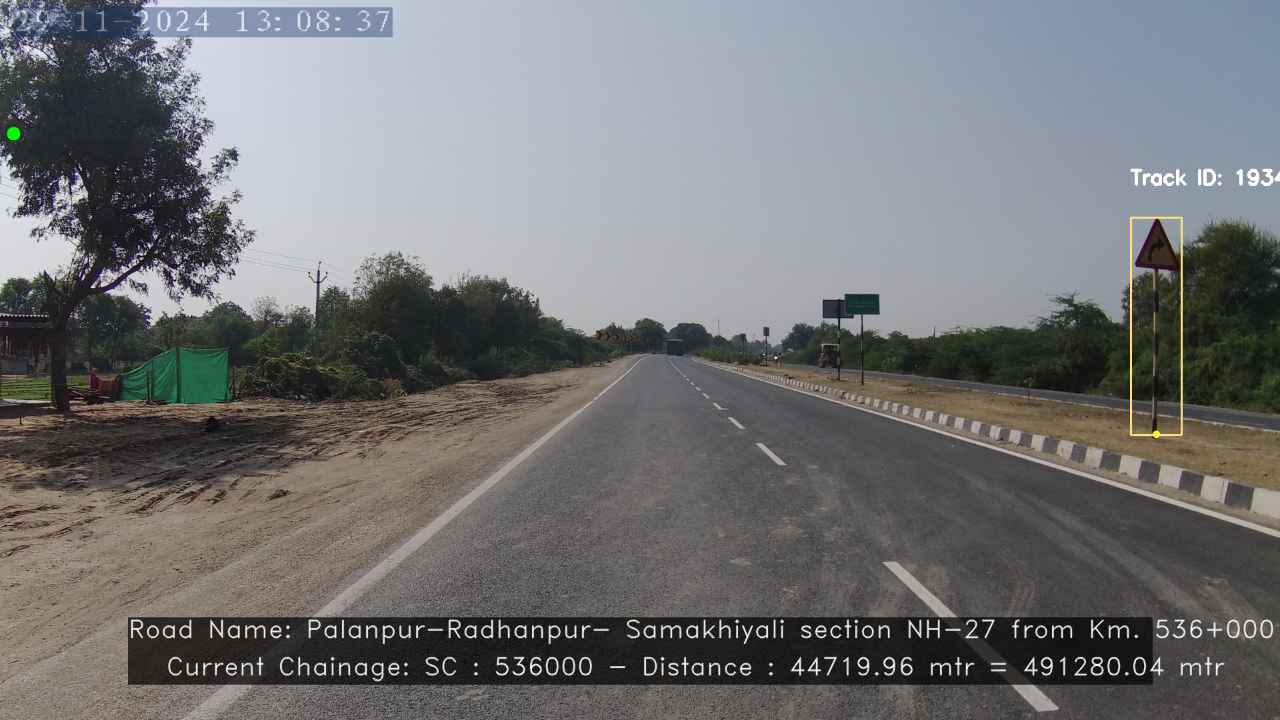 29-11-2024 13:08:37
Track ID: 1934
Road Name: Palanpur-Radhanpur- Samakhiyali section NH-27 from Km. 536+000
Current Chainage: SC : 536000 - Distance : 44719.96 mtr = 491280.04 mtr